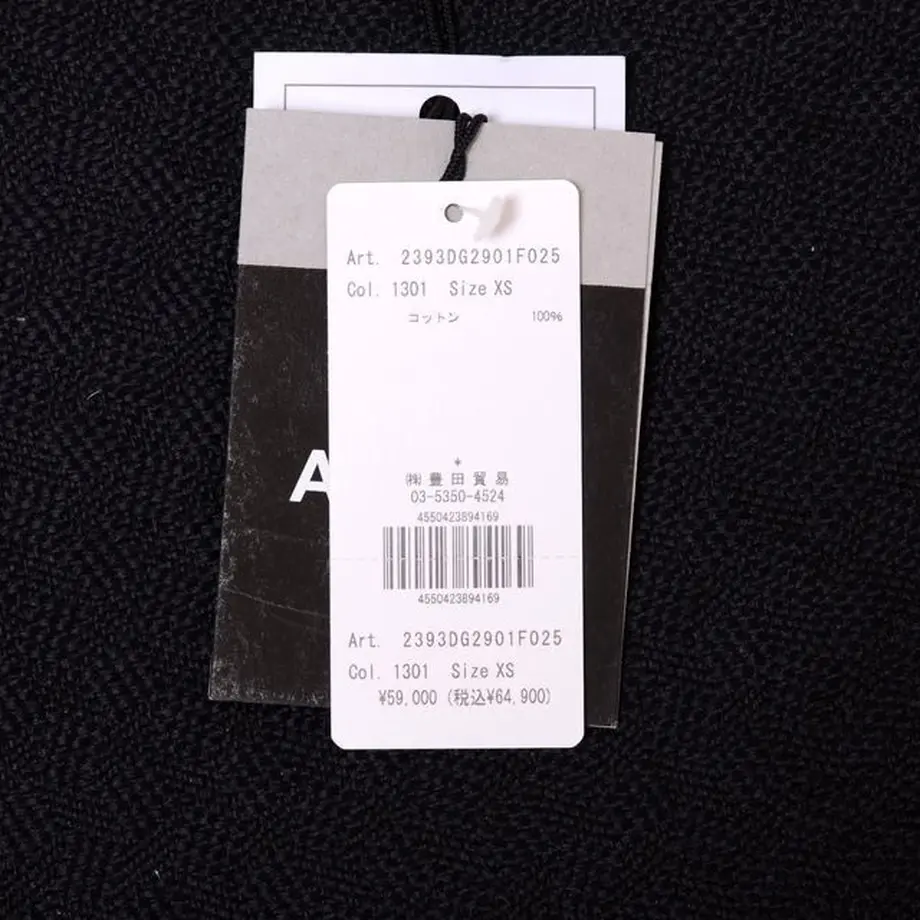 Art. 2393DG2901F025
Col. 1301 Size XS
コットン 100%
*
㈱豊田貿易
03-5350-4524
4550423894169
4550423894169
Art. 2393DG2901F025
Col. 1301 Size XS
¥59,000 (税込¥64,900)
A